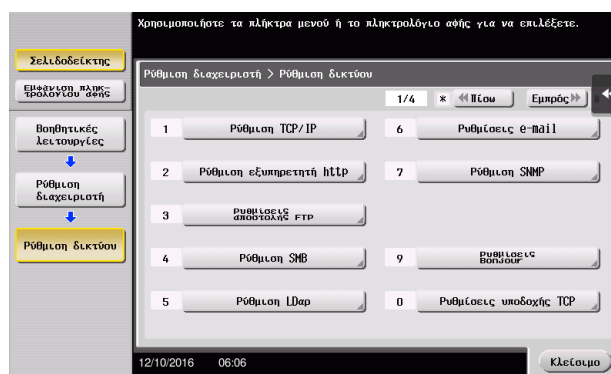 Χρησιμοποιήστε τα πλήκτρα μενού ή το πληκτρολόγιο αφής για να επιλέξετε.
Σελιδοδείκτης
Εμφάνιση πληκ-
τρολογίου αφής
Βοηθητικές
λειτουργίες
Ρύθμιση
διαχειριστή
Ρύθμιση δικτύου
Ρύθμιση διαχειριστή > Ρύθμιση δικτύου
1/4 * Πίσω Εμπρός
1 Ρύθμιση TCP/IP
6 Ρυθμίσεις e-mail
2 Ρύθμιση εξυπηρετητή http
7 Ρύθμιση SNMP
3 Ρυθμίσεις
αποστολής FTP
4 Ρύθμιση SMB
9 Ρυθμίσεις
Bonjour
5 Ρύθμιση LDαp
0 Ρυθμίσεις υποδοχής TCP
12/10/2016 06:06
Κλείσιμο